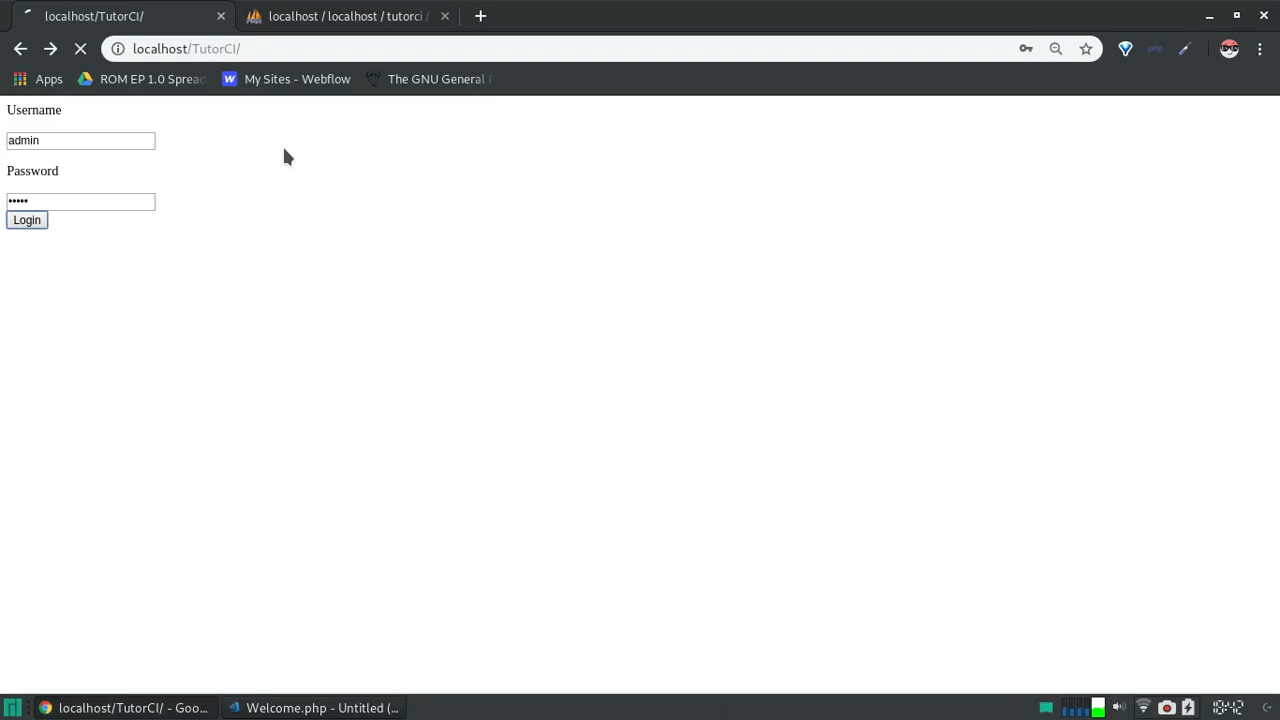 localhost/TutorCI/
localhost / localhost / tutorci /
localhost/TutorCI/
Apps
ROM EP 1.0 Spread
My Sites - Webflow
The GNU General P
Username
admin
Password
•••••
Login
localhost/TutorCI/ - Goo...
Welcome.php - Untitled (...